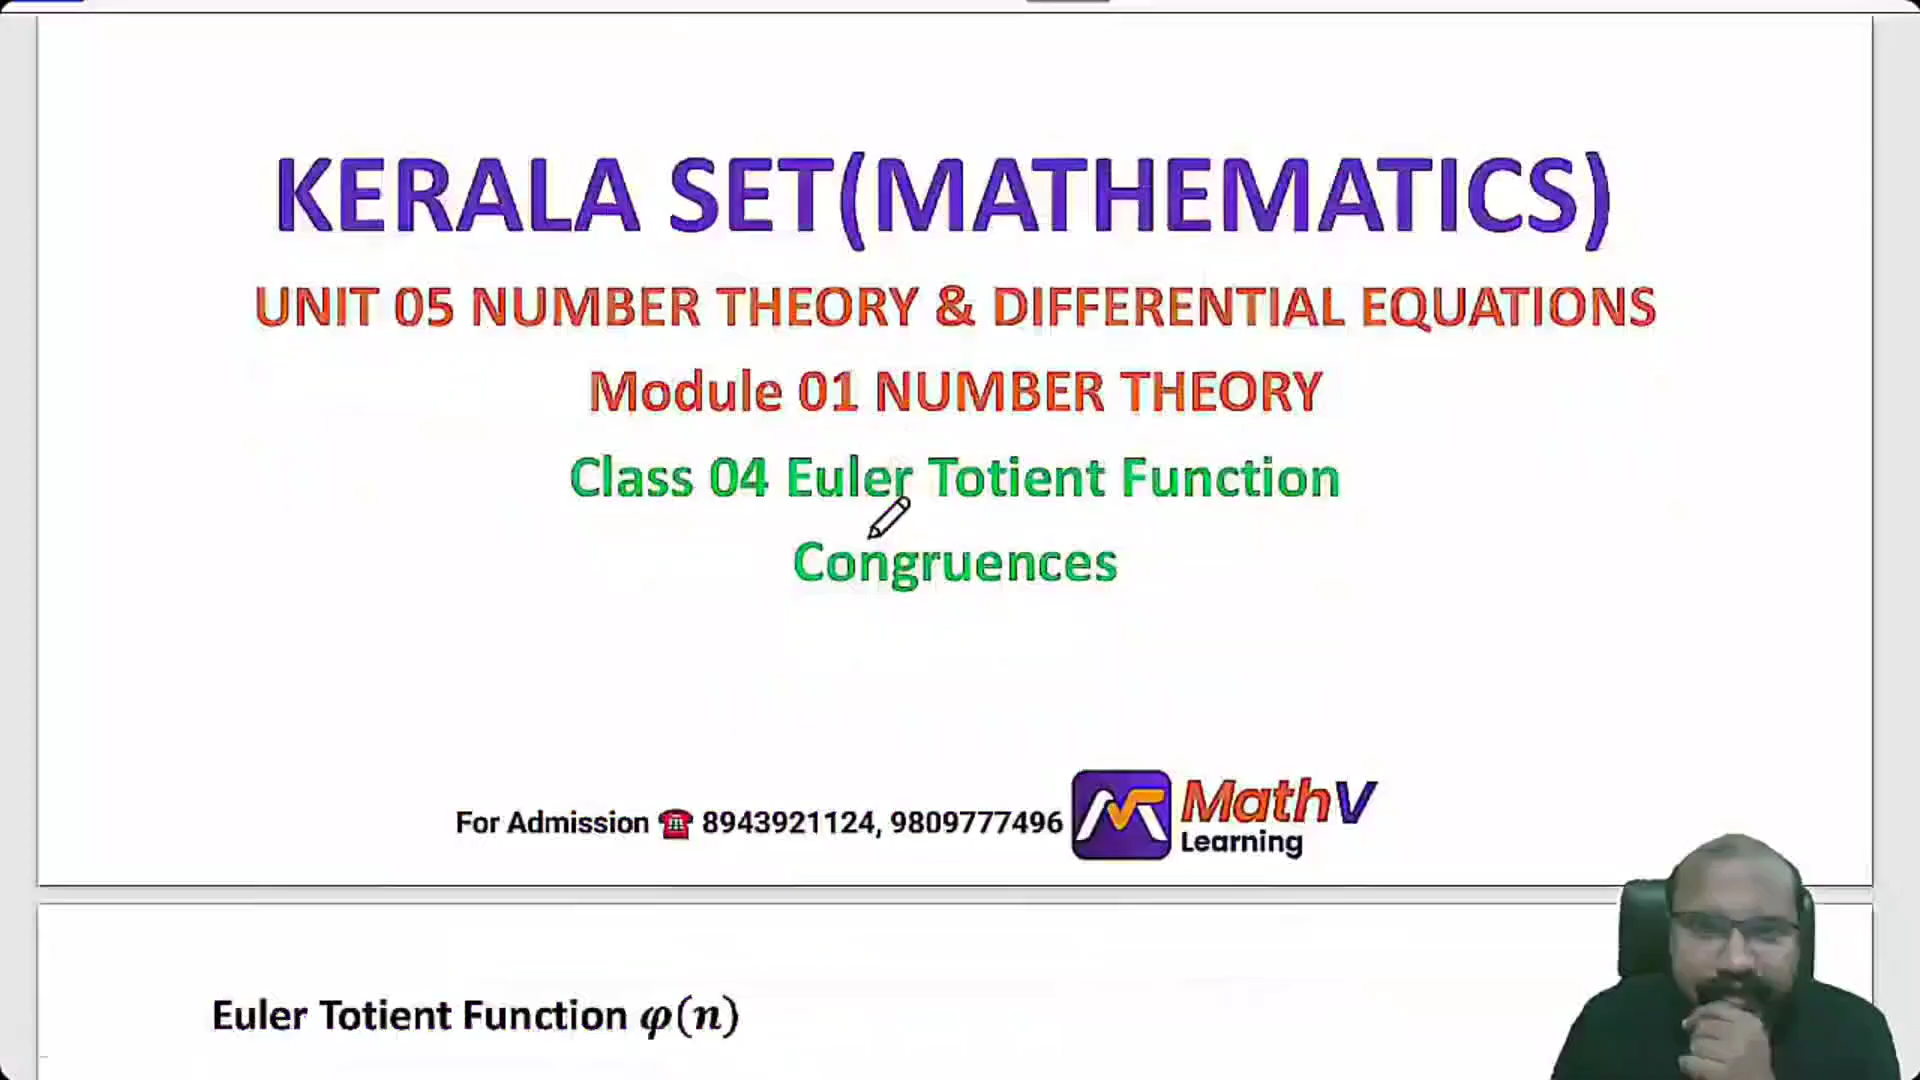 KERALA SET(MATHEMATICS)
UNIT 05 NUMBER THEORY & DIFFERENTIAL EQUATIONS
Module 01 NUMBER THEORY
Class 04 Euler Totient Function
Congruences
For Admission ☎ 8943921124, 9809777496
MathV
Learning
Euler Totient Function φ(n)